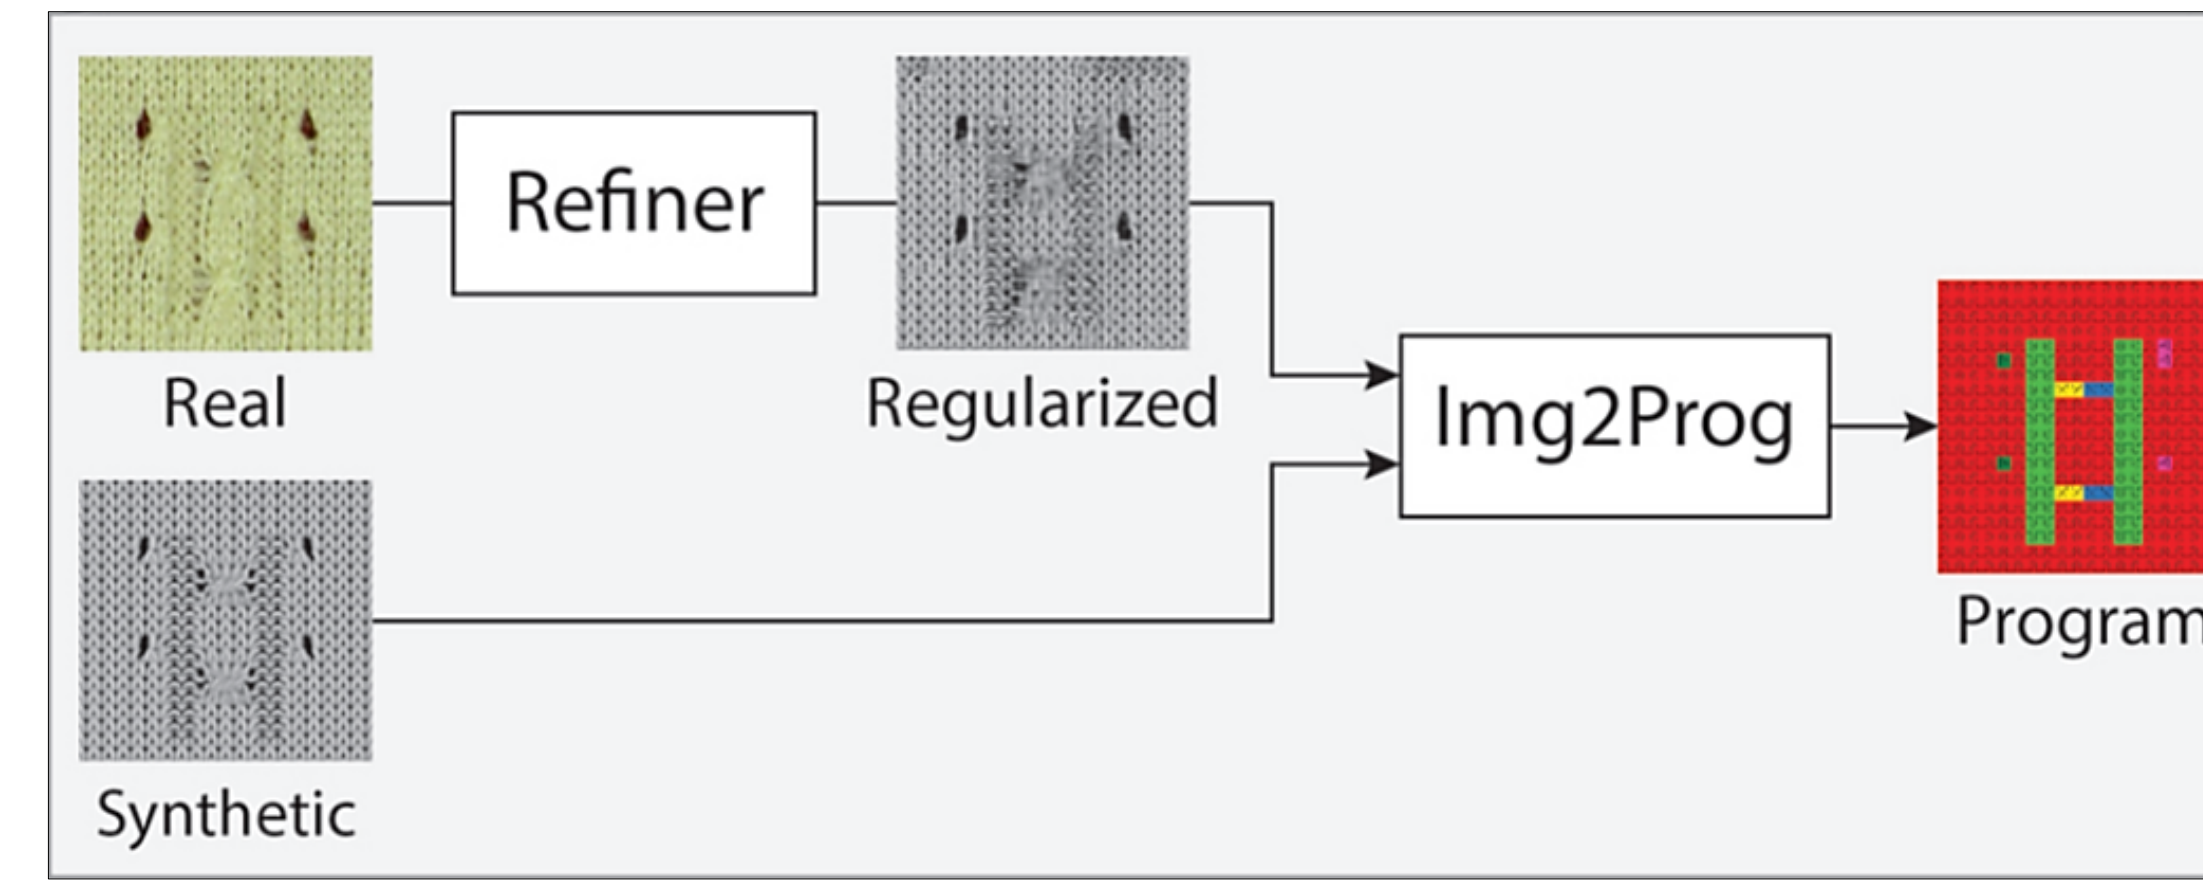 Refiner
Real
Regularized
Img2Prog
Synthetic
Program